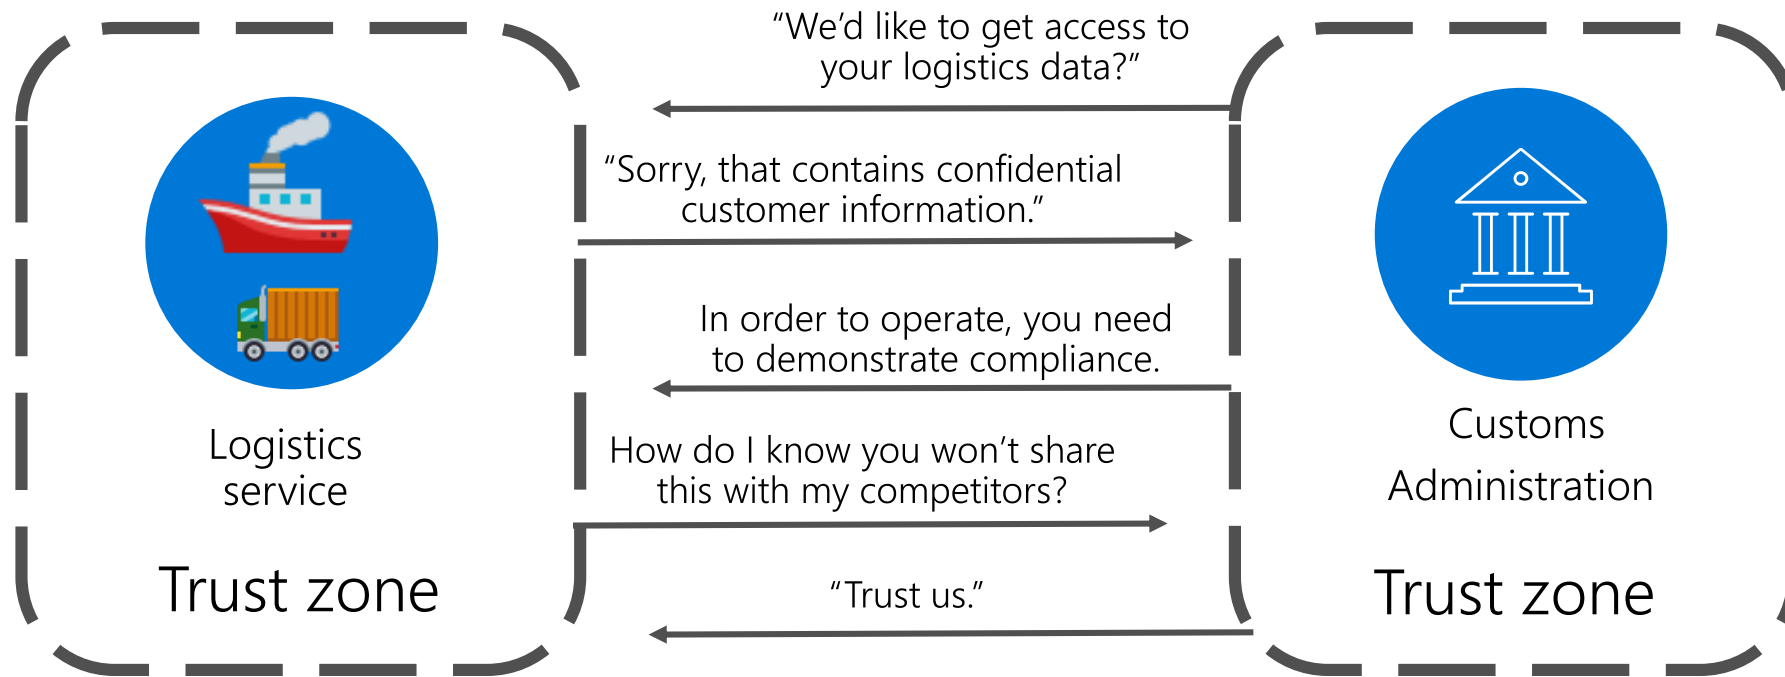 “We’d like to get access to
your logistics data?”
“Sorry, that contains confidential
customer information.”
In order to operate, you need
to demonstrate compliance.
How do I know you won’t share
this with my competitors?
“Trust us.”
Logistics
service
Trust zone
Customs
Administration
Trust zone